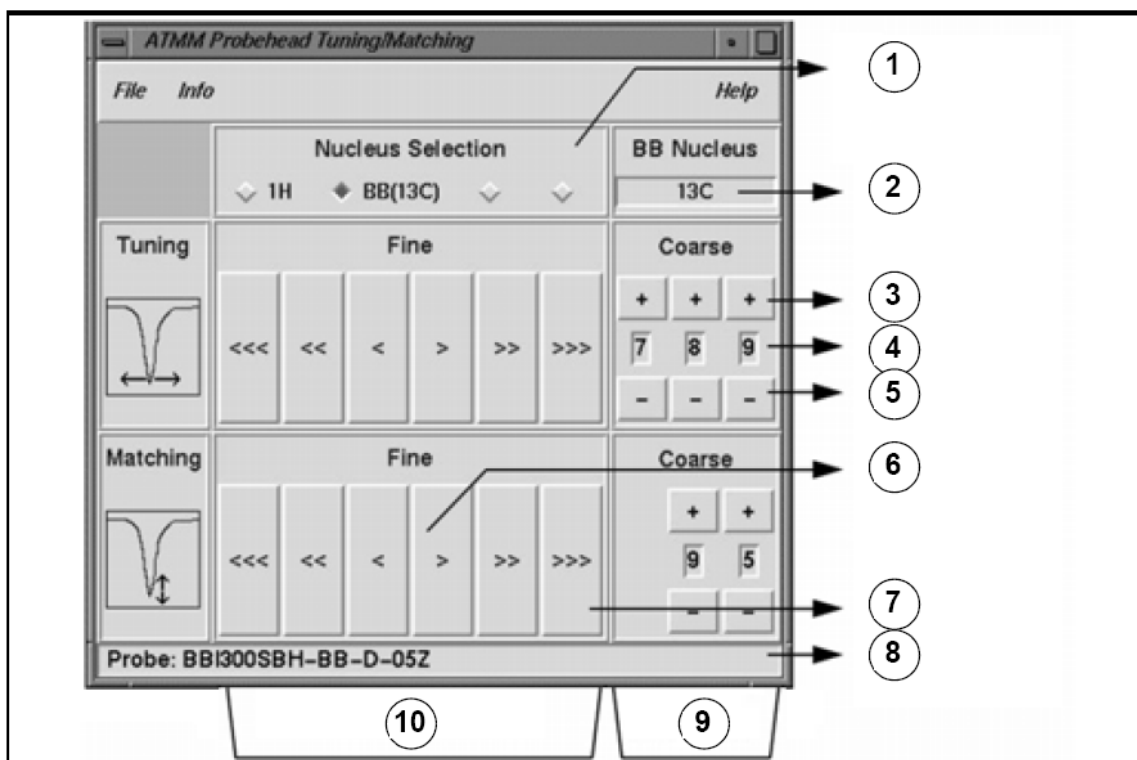 ATMM Probehead Tuning/Matching
File Info Help
Nucleus Selection
1H BB(13C)
BB Nucleus
13C
Tuning
Fine
<<< << < > >> >>>
Coarse
+ + +
7 8 9
- - -
Matching
Fine
<<< << < > >> >>>
Coarse
+ +
9 5
- -
Probe: BBI300SBH-BB-D-05Z
1
2
3
4
5
6
7
8
10 9